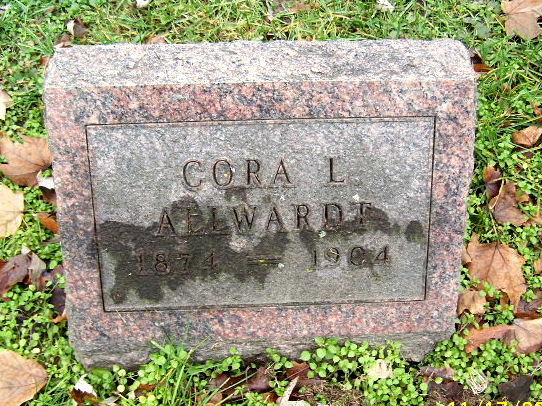 CORA L
AELWARDT
1874 — 1904